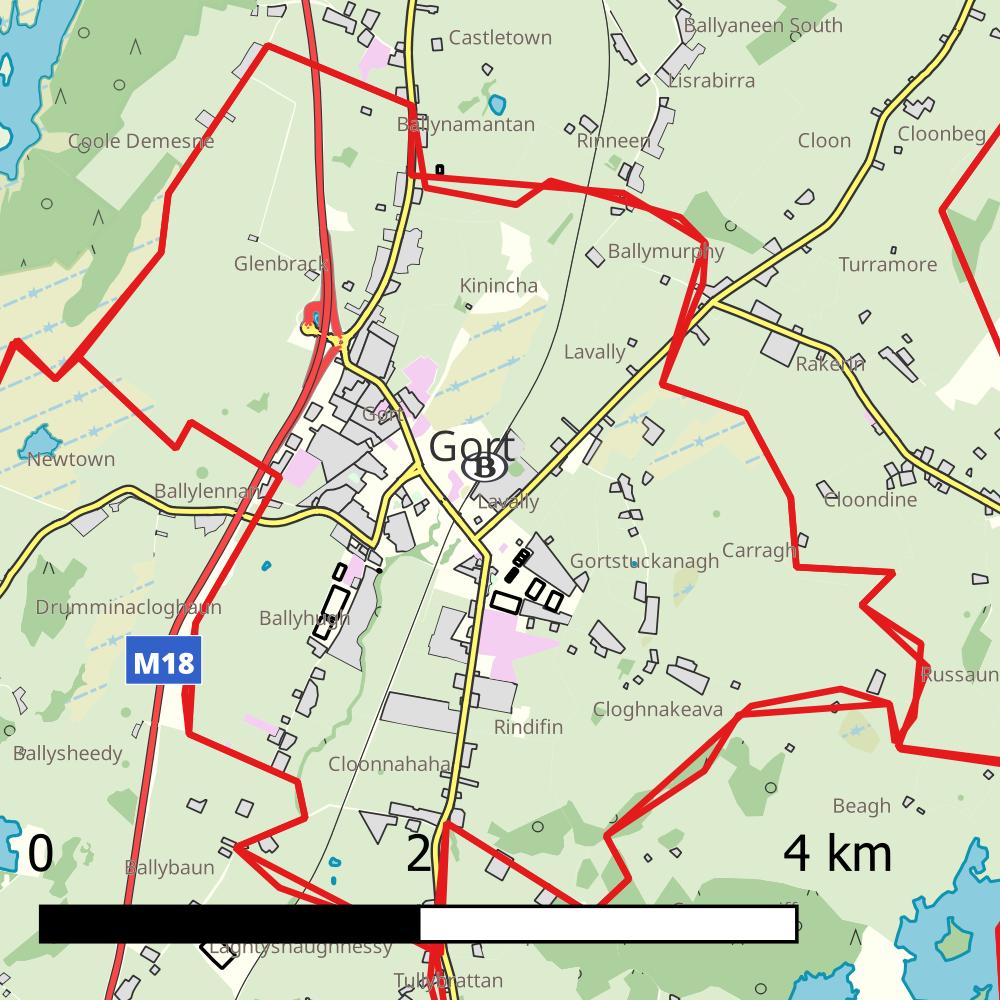 Ballyaneen South
Castletown
Lisrabirra
Ballynamantan
Coole Demesne
Rinneen
Cloon
Cloonbeg
Glenbrack
Ballymurphy
Turramore
Kinincha
Lavally
Rakerin
Gort
Gort
B
Newtown
Ballylennan
Lavally
Cloondine
Gortstuckanagh
Carragh
Drumminacloghaun
Ballyhugh
M18
Russaun
Cloghnakeava
Rindifin
Ballysheedy
Cloonnahaha
Beagh
0 2 4 km
Ballybaun
Laghtyshaughnessy
Tullybrattan